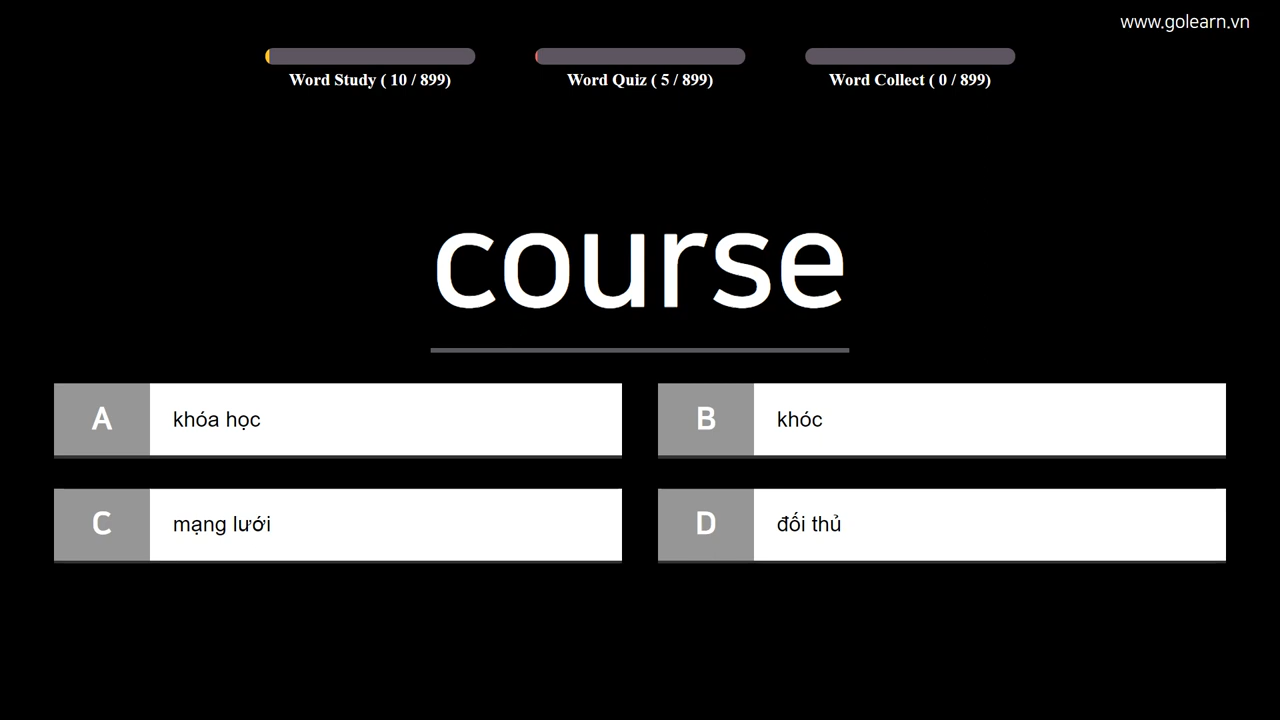 www.golearn.vn
Word Study ( 10 / 899)
Word Quiz ( 5 / 899)
Word Collect ( 0 / 899)
course
A khóa học
B khóc
C mạng lưới
D đối thủ